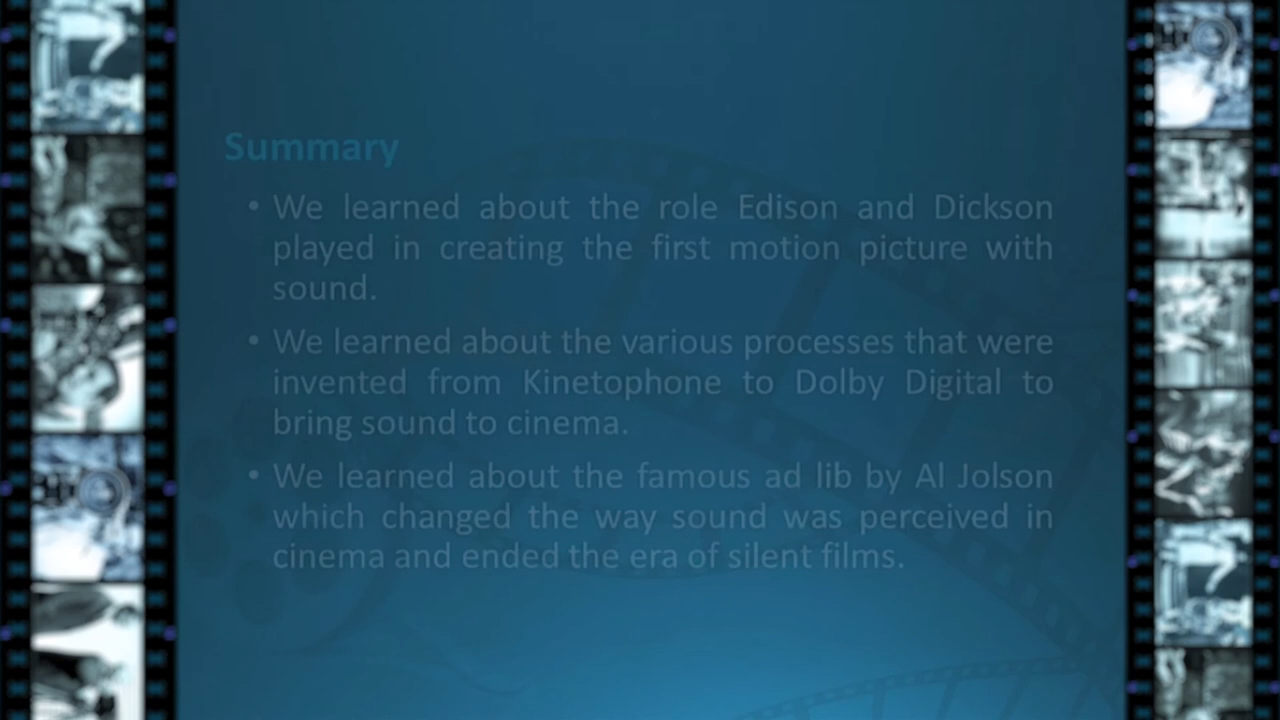 Summary
• We learned about the role Edison and Dickson
played in creating the first motion picture with
sound.
• We learned about the various processes that were
invented from Kinetophone to Dolby Digital to
bring sound to cinema.
• We learned about the famous ad lib by Al Jolson
which changed the way sound was perceived in
cinema and ended the era of silent films.